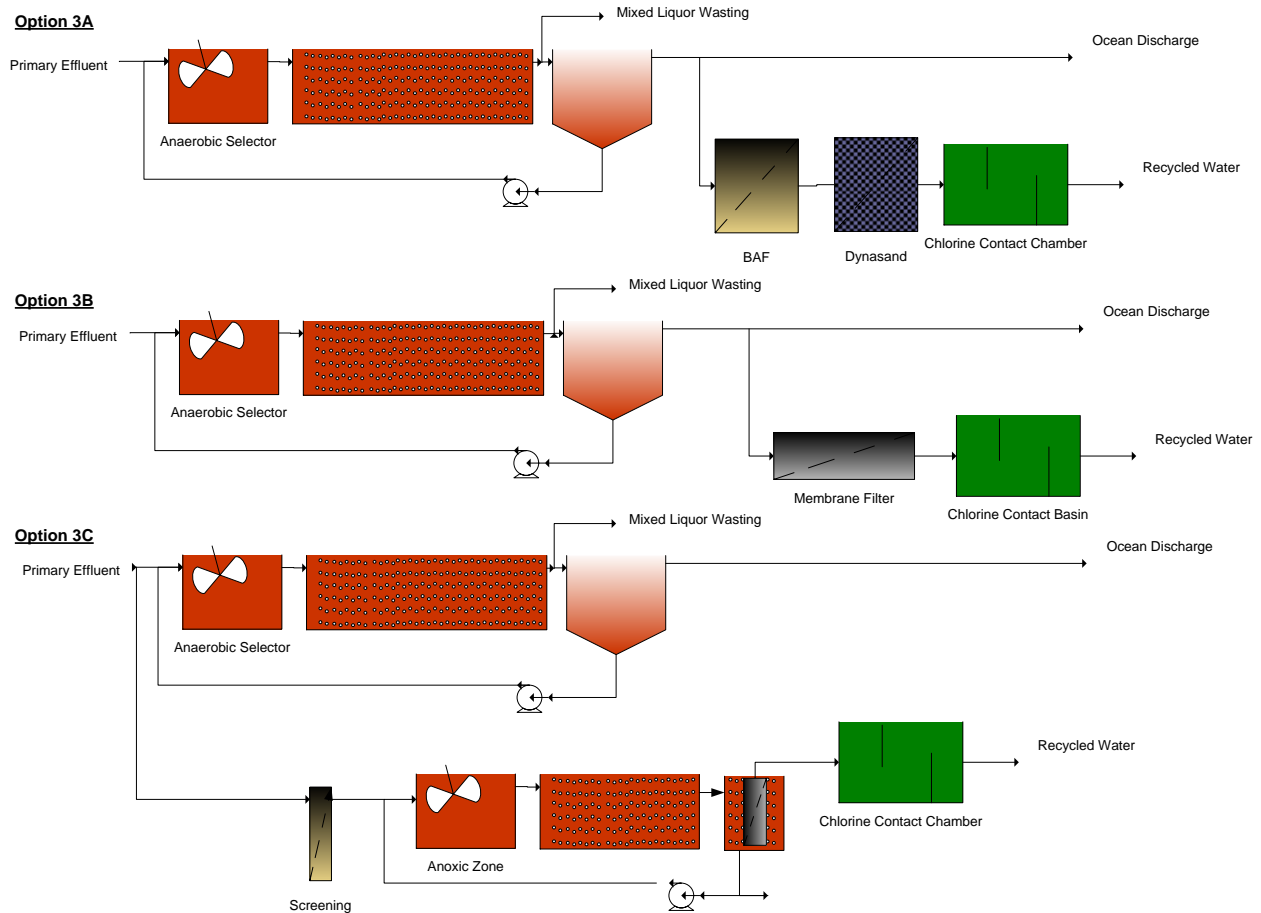 Option 3A
Mixed Liquor Wasting
Ocean Discharge
Primary Effluent
Anaerobic Selector
Recycled Water
Chlorine Contact Chamber
BAF
Dynasand
Option 3B
Mixed Liquor Wasting
Ocean Discharge
Primary Effluent
Anaerobic Selector
Recycled Water
Membrane Filter
Chlorine Contact Basin
Option 3C
Mixed Liquor Wasting
Ocean Discharge
Primary Effluent
Anaerobic Selector
Recycled Water
Chlorine Contact Chamber
Anoxic Zone
Screening